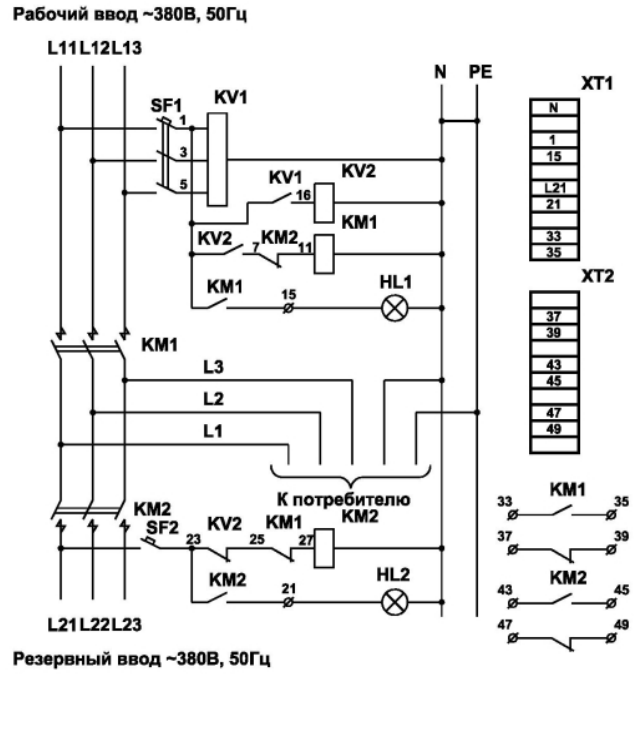 Рабочий ввод ~380В, 50Гц
L11 L12 L13
N PE
XT1
SF1 KV1
N
1
1
3
15
KV1 KV2
5
16
L21
KM1
21
KV2 KM2
7 11
33
35
KM1 15 HL1
XT2
37
KM1
39
L3
43
45
L2
47
L1
49
К потребителю
KM1
33 35
KM2
SF2 KV2 KM1 KM2
23 25 27
37 39
KM2 21 HL2
KM2
43 45
L21 L22 L23
47 49
Резервный ввод ~380В, 50Гц